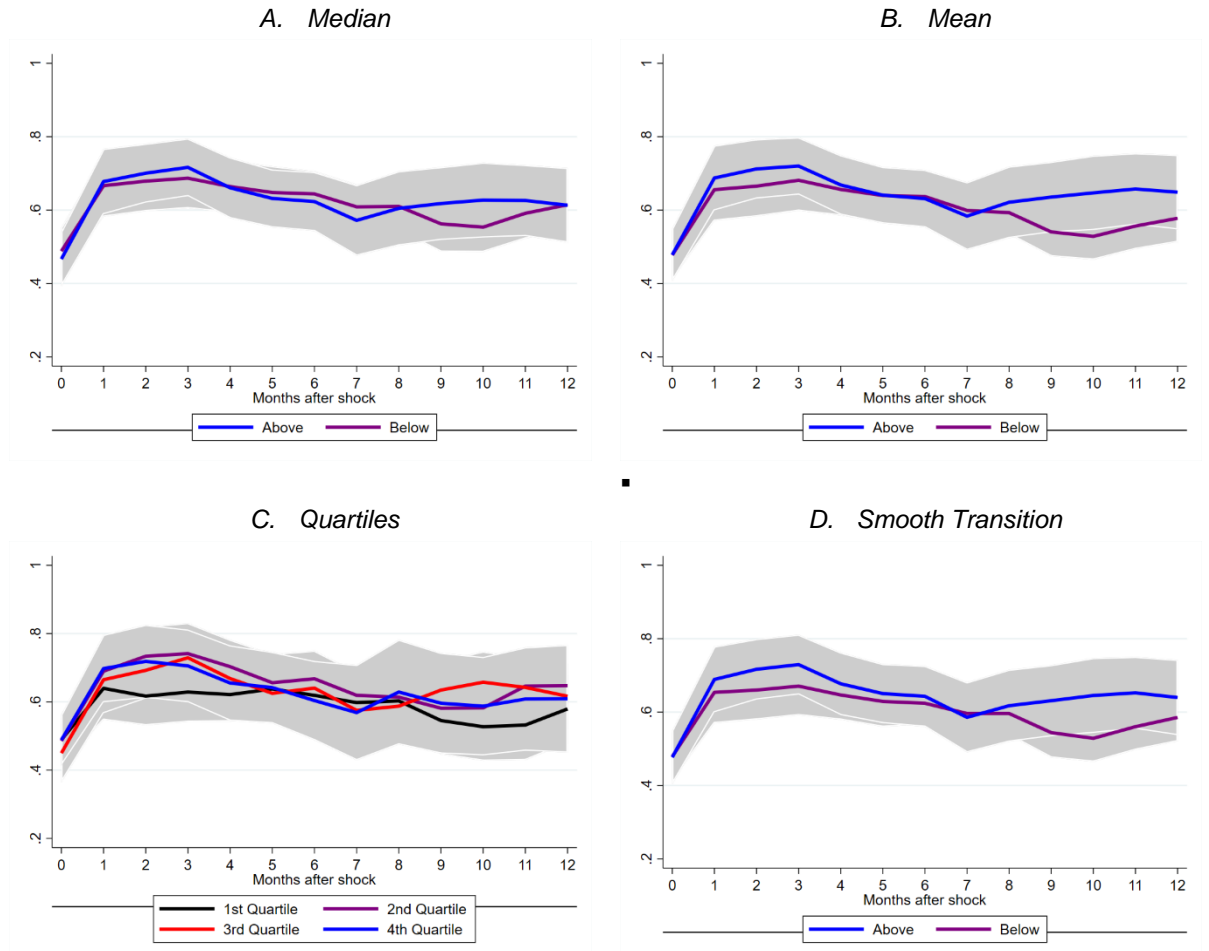 A. Median
1
.8
.6
.4
.2
0 1 2 3 4 5 6 7 8 9 10 11 12
Months after shock
Above Below
B. Mean
1
.8
.6
.4
.2
0 1 2 3 4 5 6 7 8 9 10 11 12
Months after shock
Above Below
C. Quartiles
1
.8
.6
.4
.2
0 1 2 3 4 5 6 7 8 9 10 11 12
Months after shock
1st Quartile 2nd Quartile
3rd Quartile 4th Quartile
D. Smooth Transition
1
.8
.6
.4
.2
0 1 2 3 4 5 6 7 8 9 10 11 12
Months after shock
Above Below